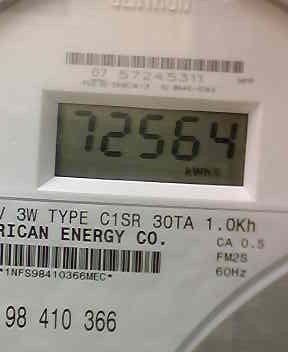 07 57245311
72564
kWh
V 3W TYPE C1SR 30TA 1.0Kh
RICAN ENERGY CO.
CA 0.5
FM2S
60Hz
*1NFS98410366MEC*
98 410 366